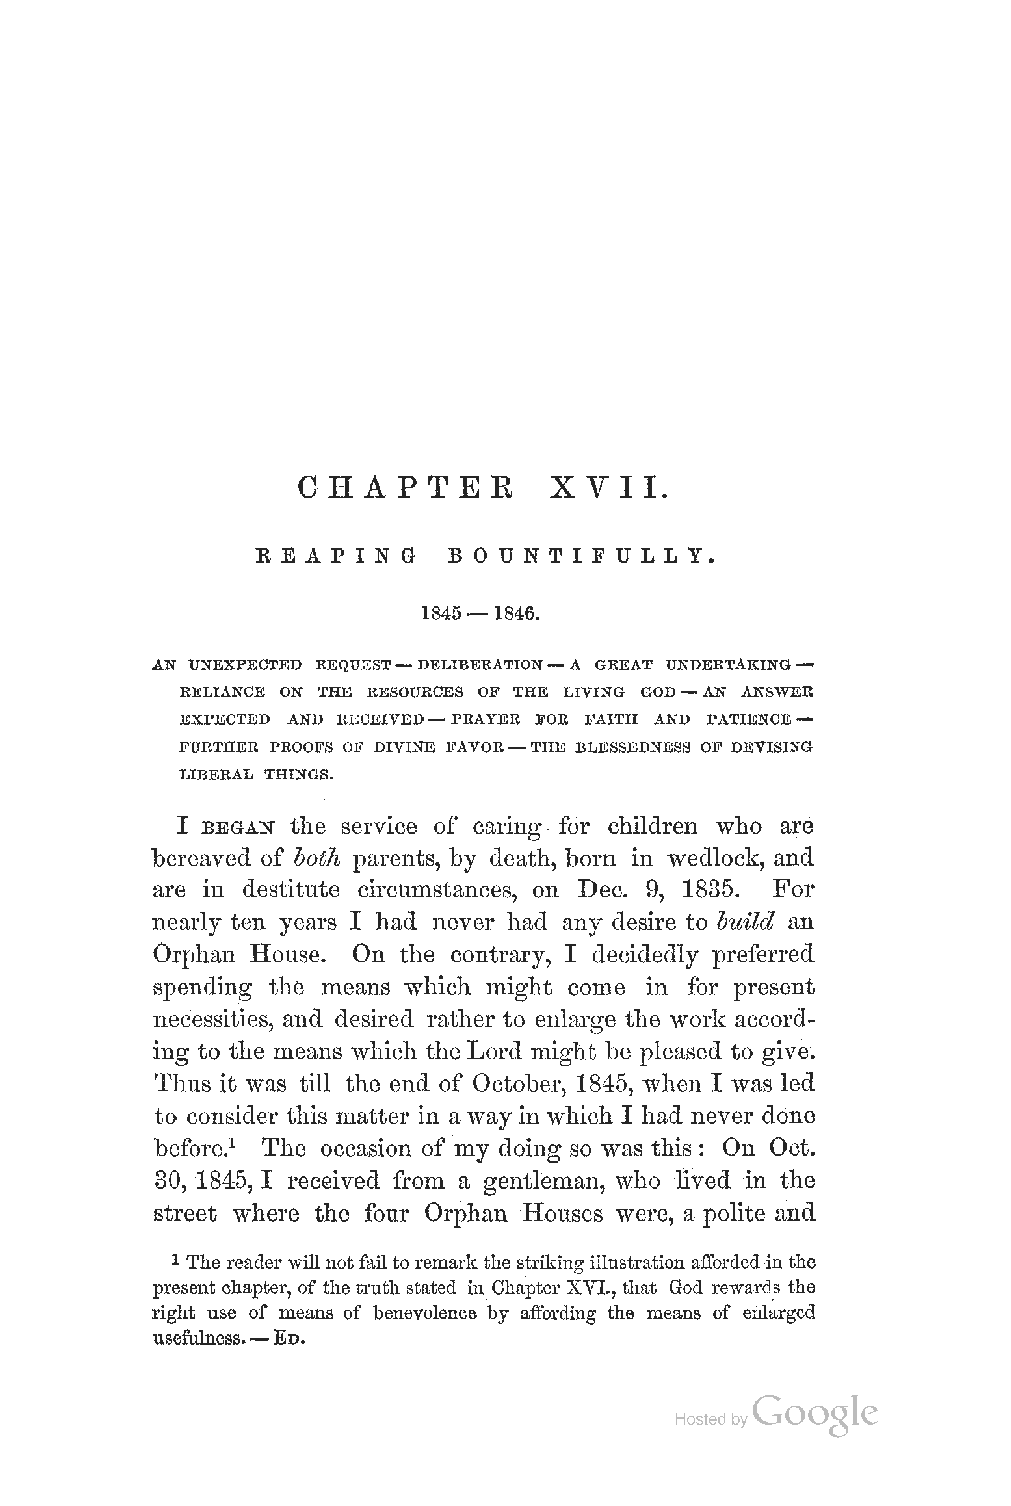 CHAPTER XVII.
REAPING BOUNTIFULLY.
1845 — 1846.
AN UNEXPECTED REQUEST — DELIBERATION — A GREAT UNDERTAKING —
RELIANCE ON THE RESOURCES OF THE LIVING GOD — AN ANSWER
EXPECTED AND RECEIVED — PRAYER FOR FAITH AND PATIENCE —
FURTHER PROOFS OF DIVINE FAVOR — THE BLESSEDNESS OF DEVISING
LIBERAL THINGS.
I BEGAN the service of caring for children who are
bereaved of both parents, by death, born in wedlock, and
are in destitute circumstances, on Dec. 9, 1835. For
nearly ten years I had never had any desire to build an
Orphan House. On the contrary, I decidedly preferred
spending the means which might come in for present
necessities, and desired rather to enlarge the work accord-
ing to the means which the Lord might be pleased to give.
Thus it was till the end of October, 1845, when I was led
to consider this matter in a way in which I had never done
before.¹ The occasion of my doing so was this: On Oct.
30, 1845, I received from a gentleman, who lived in the
street where the four Orphan Houses were, a polite and
¹ The reader will not fail to remark the striking illustration afforded in the
present chapter, of the truth stated in Chapter XVI., that God rewards the
right use of means of benevolence by affording the means of enlarged
usefulness. — ED.
Hosted by Google